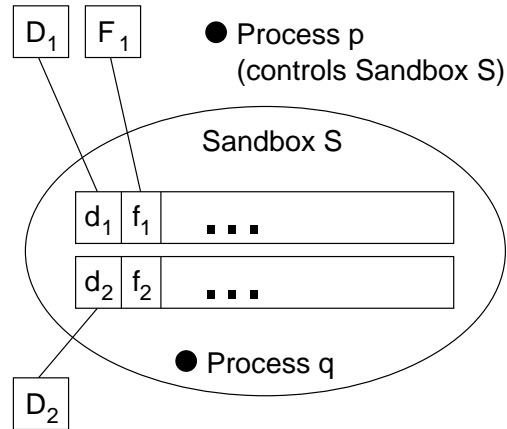 D1 F1 Process p
(controls Sandbox S)
Sandbox S
d1 f1 ...
d2 f2 ...
Process q
D2